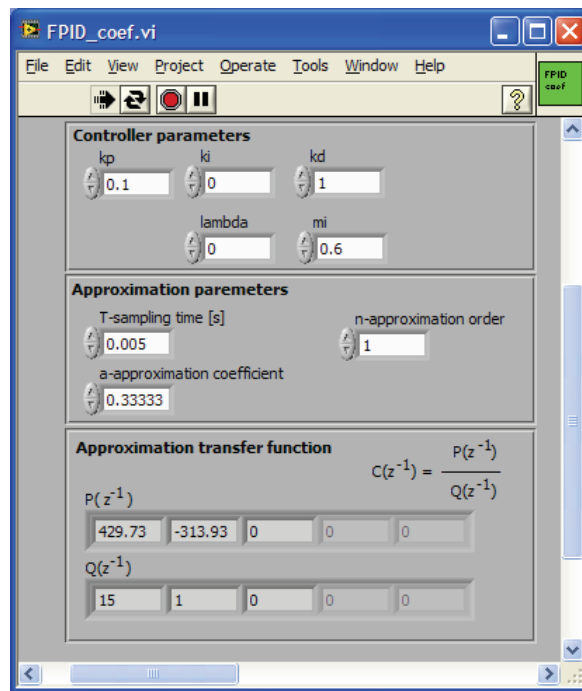 FPID_coef.vi
File Edit View Project Operate Tools Window Help
FPID
coef
Controller parameters
kp ki kd
0.1 0 1
lambda mi
0 0.6
Approximation paremeters
T-sampling time [s] n-approximation order
0.005 1
a-approximation coefficient
0.33333
Approximation transfer function
C(z⁻¹) = P(z⁻¹) / Q(z⁻¹)
P(z⁻¹)
429.73 -313.93 0 0 0
Q(z⁻¹)
15 1 0 0 0